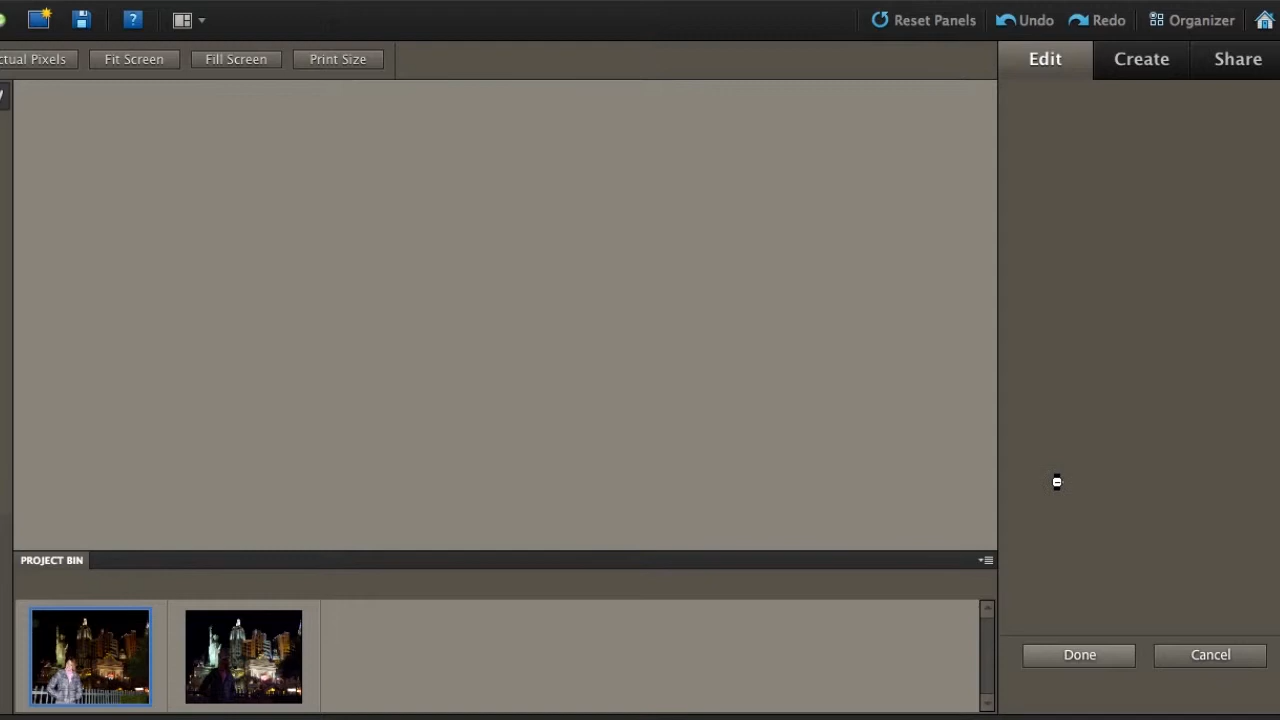 Reset Panels Undo Redo Organizer
ctual Pixels Fit Screen Fill Screen Print Size Edit Create Share
PROJECT BIN
Done Cancel